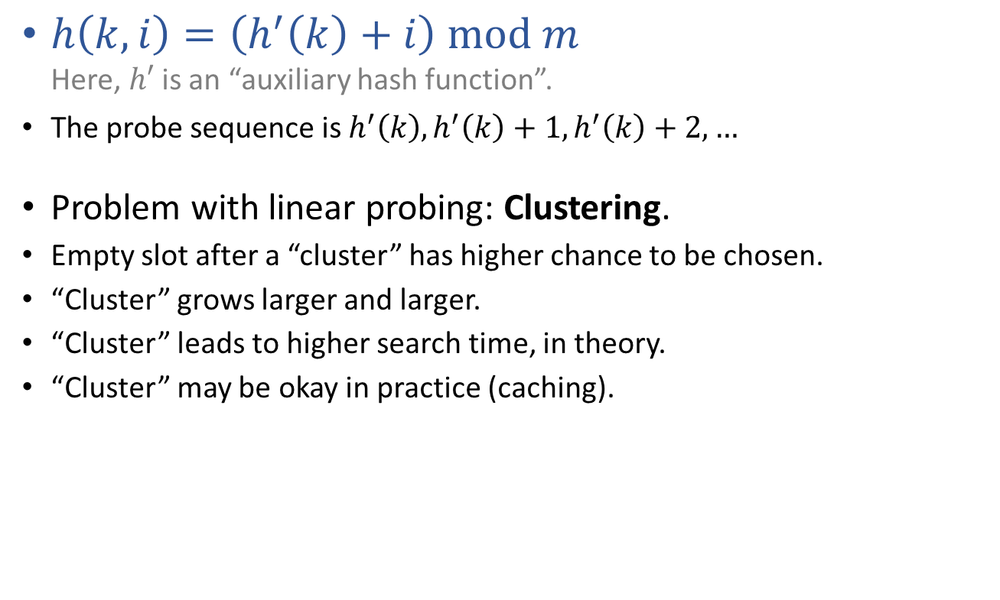 • h(k, i) = (h′(k) + i) mod m
Here, h′ is an “auxiliary hash function”.
• The probe sequence is h′(k), h′(k) + 1, h′(k) + 2, …
• Problem with linear probing: Clustering.
• Empty slot after a “cluster” has higher chance to be chosen.
• “Cluster” grows larger and larger.
• “Cluster” leads to higher search time, in theory.
• “Cluster” may be okay in practice (caching).